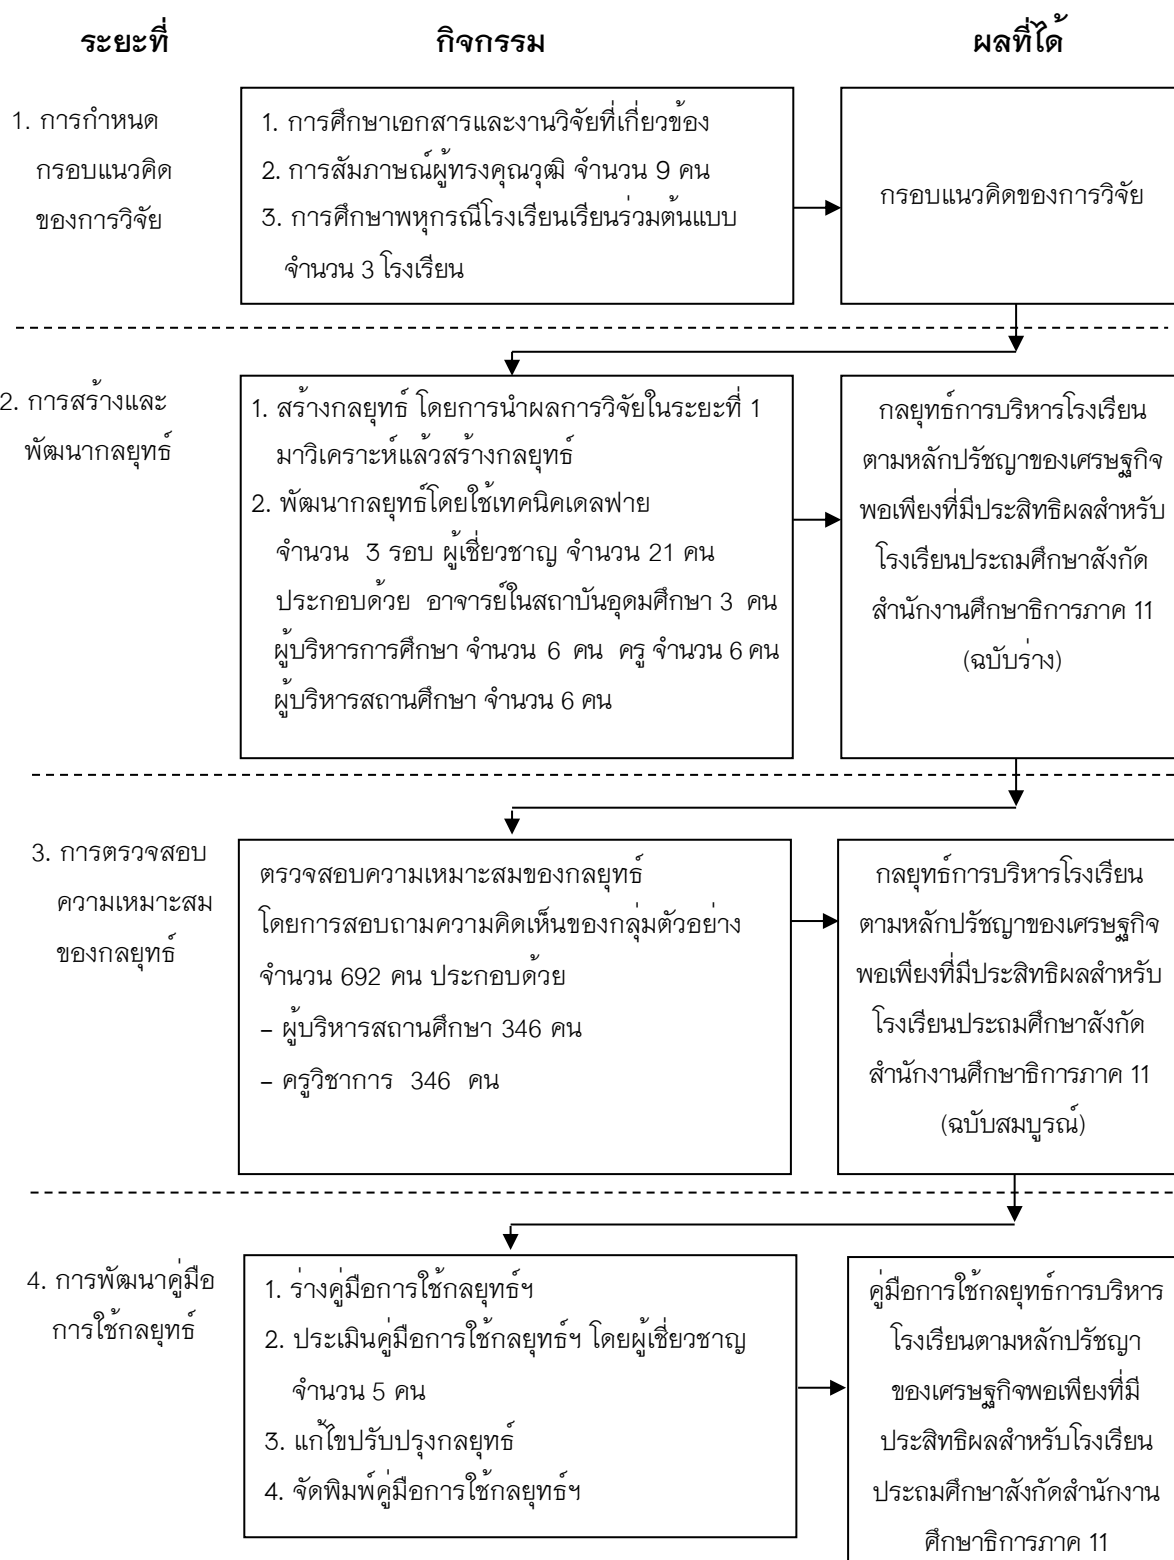 ระยะที่
กิจกรรม
ผลที่ได้
1. การกำหนด
กรอบแนวคิด
ของการวิจัย
1. การศึกษาเอกสารและงานวิจัยที่เกี่ยวข้อง
2. การสัมภาษณ์ผู้ทรงคุณวุฒิ จำนวน 9 คน
3. การศึกษาพหุกรณีโรงเรียนเรียนร่วมต้นแบบ
จำนวน 3 โรงเรียน
กรอบแนวคิดของการวิจัย
2. การสร้างและ
พัฒนากลยุทธ์
1. สร้างกลยุทธ์ โดยการนำผลการวิจัยในระยะที่ 1
มาวิเคราะห์แล้วสร้างกลยุทธ์
2. พัฒนากลยุทธ์โดยใช้เทคนิคเดลฟาย
จำนวน 3 รอบ ผู้เชี่ยวชาญ จำนวน 21 คน
ประกอบด้วย อาจารย์ในสถาบันอุดมศึกษา 3 คน
ผู้บริหารการศึกษา จำนวน 6 คน ครู จำนวน 6 คน
ผู้บริหารสถานศึกษา จำนวน 6 คน
กลยุทธ์การบริหารโรงเรียน
ตามหลักปรัชญาของเศรษฐกิจ
พอเพียงที่มีประสิทธิผลสำหรับ
โรงเรียนประถมศึกษาสังกัด
สำนักงานศึกษาธิการภาค 11
(ฉบับร่าง)
3. การตรวจสอบ
ความเหมาะสม
ของกลยุทธ์
ตรวจสอบความเหมาะสมของกลยุทธ์
โดยการสอบถามความคิดเห็นของกลุ่มตัวอย่าง
จำนวน 692 คน ประกอบด้วย
– ผู้บริหารสถานศึกษา 346 คน
– ครูวิชาการ 346 คน
กลยุทธ์การบริหารโรงเรียน
ตามหลักปรัชญาของเศรษฐกิจ
พอเพียงที่มีประสิทธิผลสำหรับ
โรงเรียนประถมศึกษาสังกัด
สำนักงานศึกษาธิการภาค 11
(ฉบับสมบูรณ์)
4. การพัฒนาคู่มือ
การใช้กลยุทธ์
1. ร่างคู่มือการใช้กลยุทธ์ฯ
2. ประเมินคู่มือการใช้กลยุทธ์ฯ โดยผู้เชี่ยวชาญ
จำนวน 5 คน
3. แก้ไขปรับปรุงกลยุทธ์
4. จัดพิมพ์คู่มือการใช้กลยุทธ์ฯ
คู่มือการใช้กลยุทธ์การบริหาร
โรงเรียนตามหลักปรัชญา
ของเศรษฐกิจพอเพียงที่มี
ประสิทธิผลสำหรับโรงเรียน
ประถมศึกษาสังกัดสำนักงาน
ศึกษาธิการภาค 11